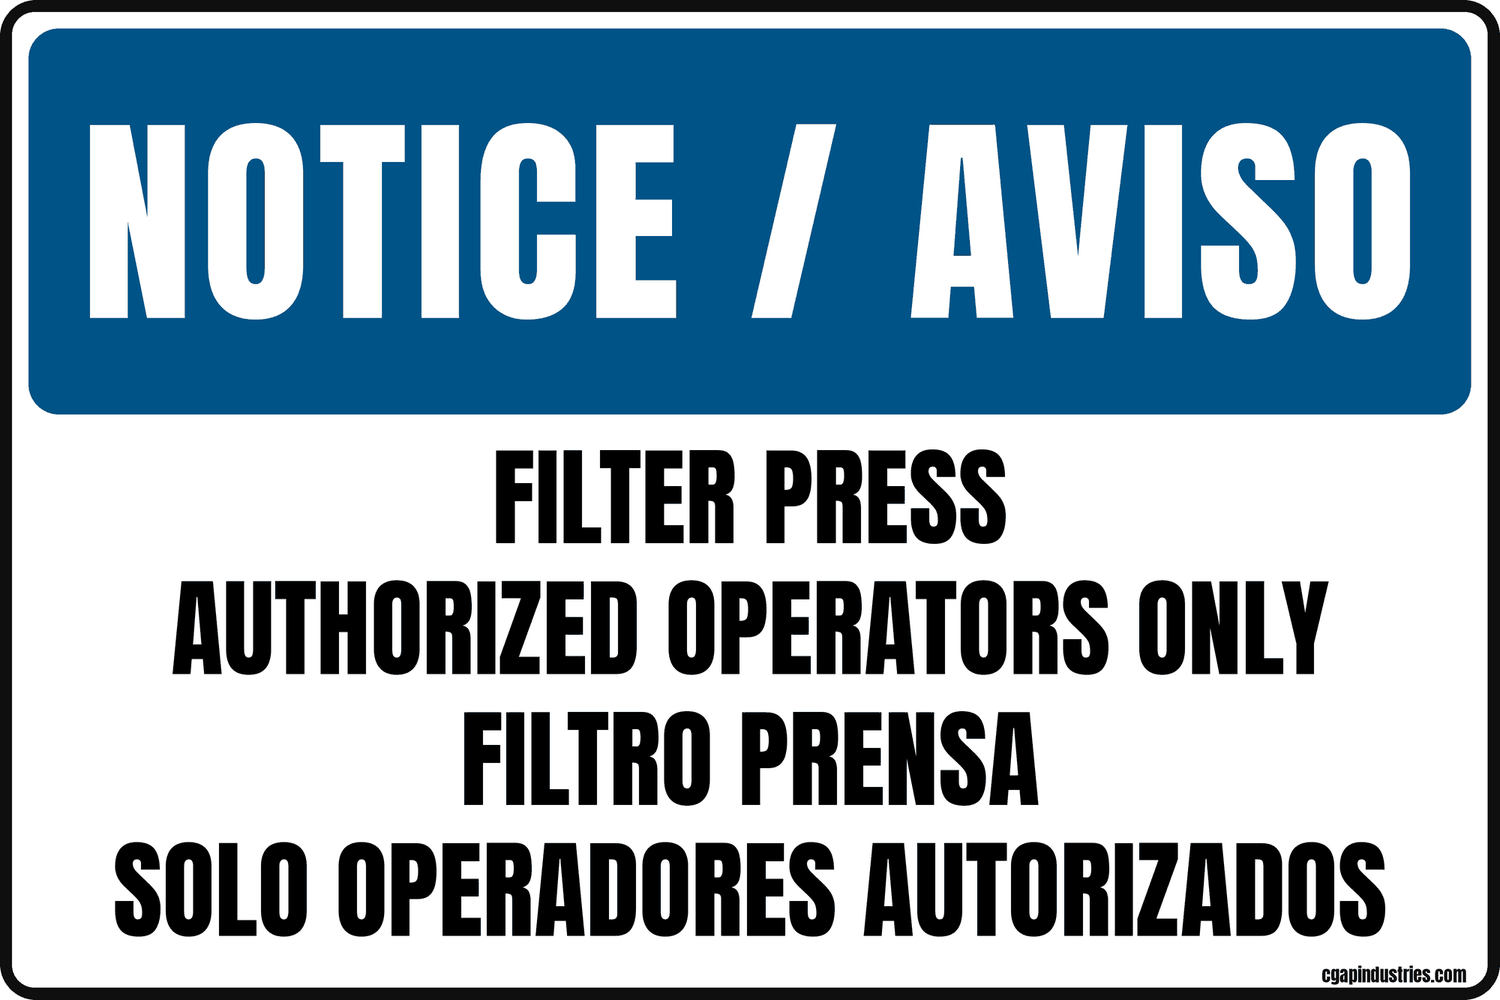 NOTICE / AVISO
FILTER PRESS
AUTHORIZED OPERATORS ONLY
FILTRO PRENSA
SOLO OPERADORES AUTORIZADOS
cgapindustries.com